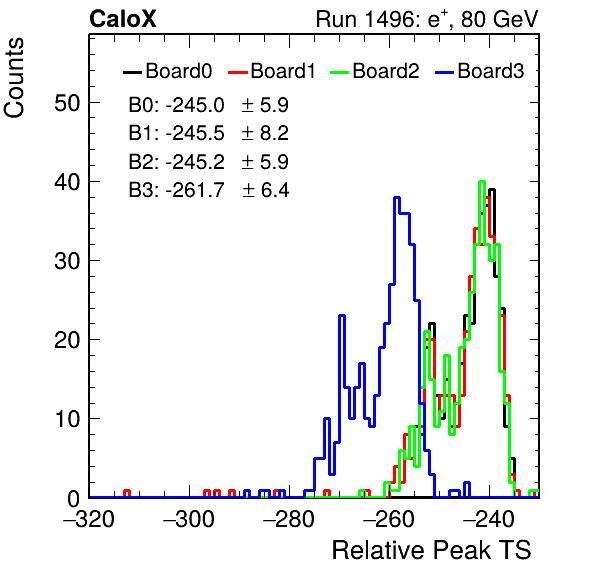 CaloX Run 1496: e⁺, 80 GeV
Counts
Board0 Board1 Board2 Board3
B0: -245.0 ± 5.9
B1: -245.5 ± 8.2
B2: -245.2 ± 5.9
B3: -261.7 ± 6.4
50
40
30
20
10
0
−320 −300 −280 −260 −240
Relative Peak TS